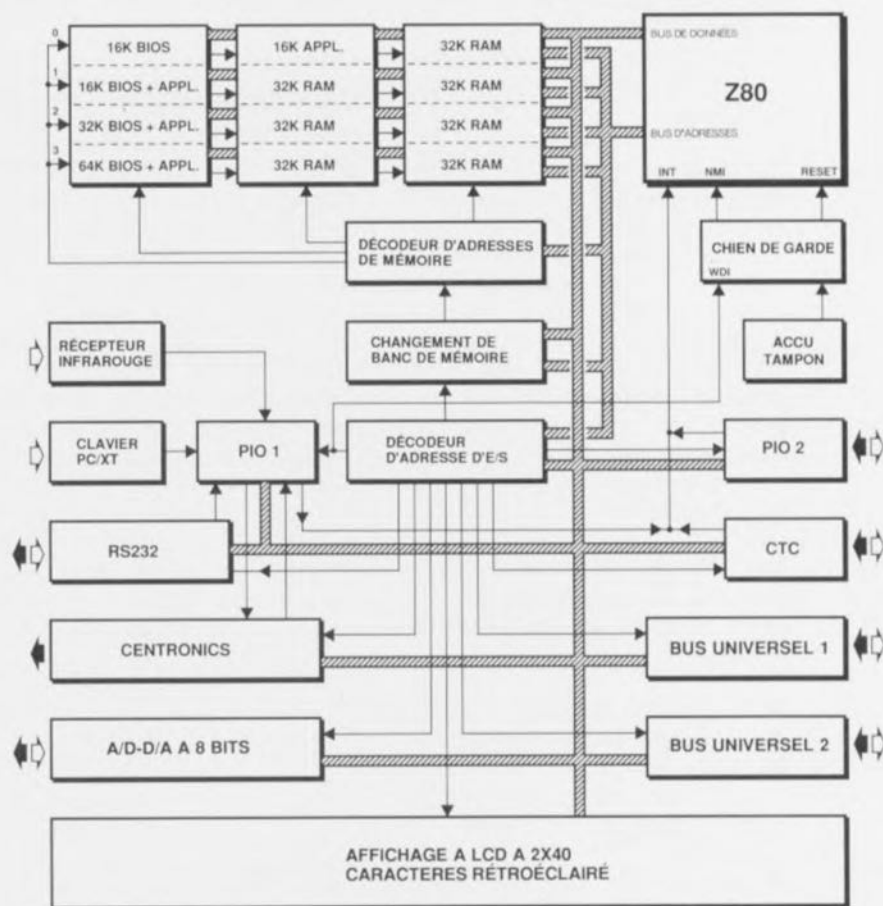 0
16K BIOS
16K APPL.
32K RAM
1
16K BIOS + APPL.
32K RAM
32K RAM
2
32K BIOS + APPL.
32K RAM
32K RAM
3
64K BIOS + APPL.
32K RAM
32K RAM
BUS DE DONNÉES
Z80
BUS D'ADRESSES
INT
NMI
RESET
DÉCODEUR D'ADRESSES
DE MÉMOIRE
CHIEN DE GARDE
WDI
RÉCEPTEUR
INFRAROUGE
CHANGEMENT DE
BANC DE MÉMOIRE
ACCU
TAMPON
CLAVIER
PC/XT
PIO 1
DÉCODEUR
D'ADRESSE D'E/S
PIO 2
RS232
CTC
CENTRONICS
BUS UNIVERSEL 1
A/D-D/A A 8 BITS
BUS UNIVERSEL 2
AFFICHAGE A LCD A 2X40
CARACTERES RÉTROÉCLAIRÉ